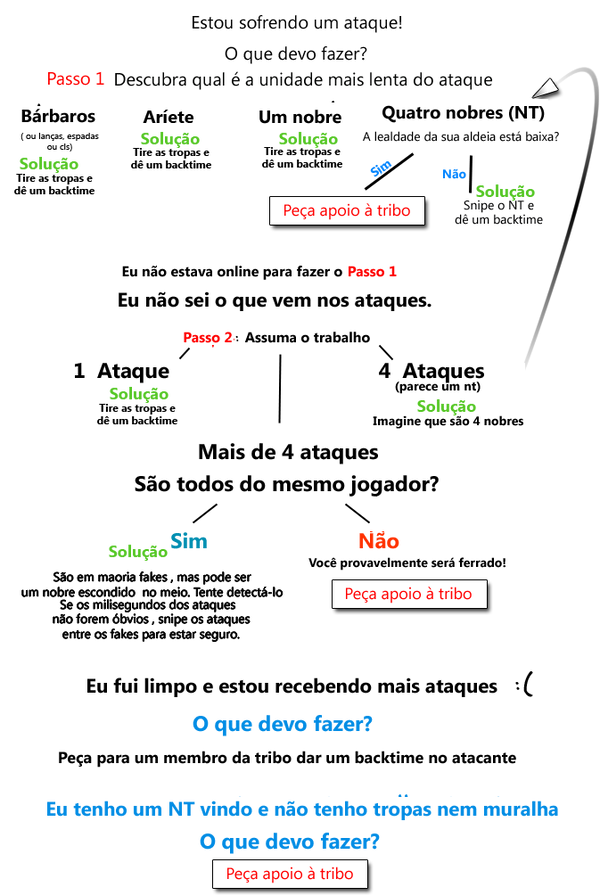 Estou sofrendo um ataque!
O que devo fazer?
Passo 1 Descubra qual é a unidade mais lenta do ataque
Bárbaros
( ou lanças, espadas
ou cls)
Solução
Tire as tropas e
dê um backtime
Aríete
Solução
Tire as tropas e
dê um backtime
Um nobre
Solução
Tire as tropas e
dê um backtime
Quatro nobres (NT)
A lealdade da sua aldeia está baixa?
Sim
Peça apoio à tribo
Não
Solução
Snipe o NT e
dê um backtime
Eu não estava online para fazer o Passo 1
Eu não sei o que vem nos ataques.
Passo 2: Assuma o trabalho
1 Ataque
Solução
Tire as tropas e
dê um backtime
4 Ataques
(parece um nt)
Solução
Imagine que são 4 nobres
Mais de 4 ataques
São todos do mesmo jogador?
Solução Sim
São em maoria fakes , mas pode ser
um nobre escondido no meio. Tente detectá-lo
Se os milisegundos dos ataques
não forem óbvios , snipe os ataques
entre os fakes para estar seguro.
Não
Você provavelmente será ferrado!
Peça apoio à tribo
Eu fui limpo e estou recebendo mais ataques :(
O que devo fazer?
Peça para um membro da tribo dar um backtime no atacante
Eu tenho um NT vindo e não tenho tropas nem muralha
O que devo fazer?
Peça apoio à tribo